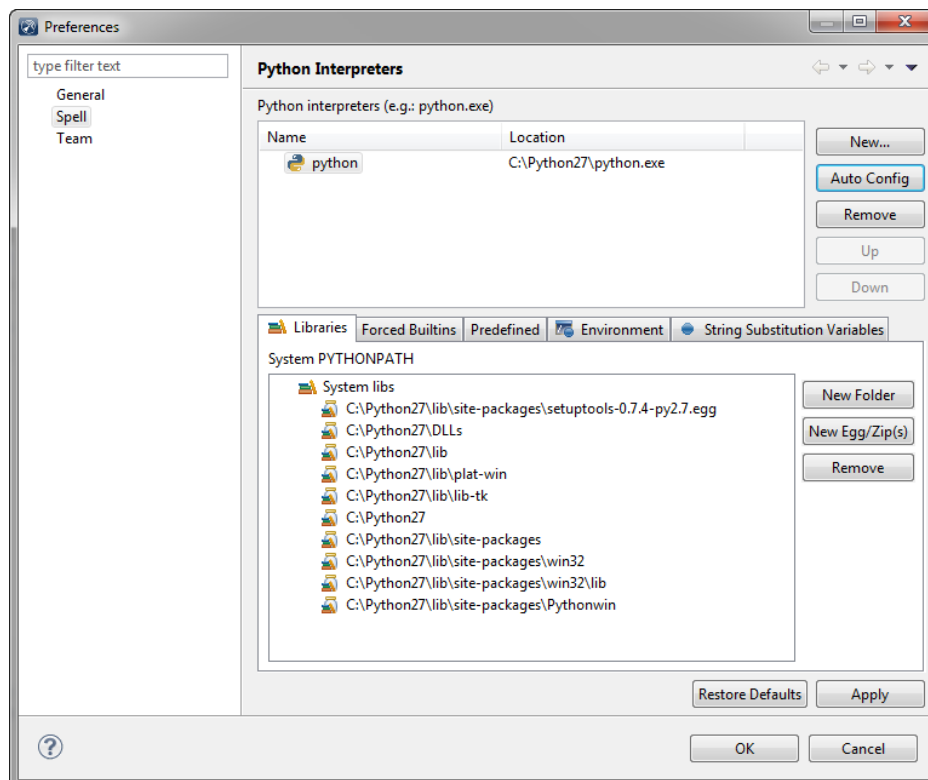 Preferences
type filter text
General
Spell
Team
Python Interpreters
Python interpreters (e.g.: python.exe)
Name Location
python C:\Python27\python.exe
New...
Auto Config
Remove
Up
Down
Libraries Forced Builtins Predefined Environment String Substitution Variables
System PYTHONPATH
System libs
C:\Python27\lib\site-packages\setuptools-0.7.4-py2.7.egg
C:\Python27\DLLs
C:\Python27\lib
C:\Python27\lib\plat-win
C:\Python27\lib\lib-tk
C:\Python27
C:\Python27\lib\site-packages
C:\Python27\lib\site-packages\win32
C:\Python27\lib\site-packages\win32\lib
C:\Python27\lib\site-packages\Pythonwin
New Folder
New Egg/Zip(s)
Remove
Restore Defaults Apply
OK Cancel